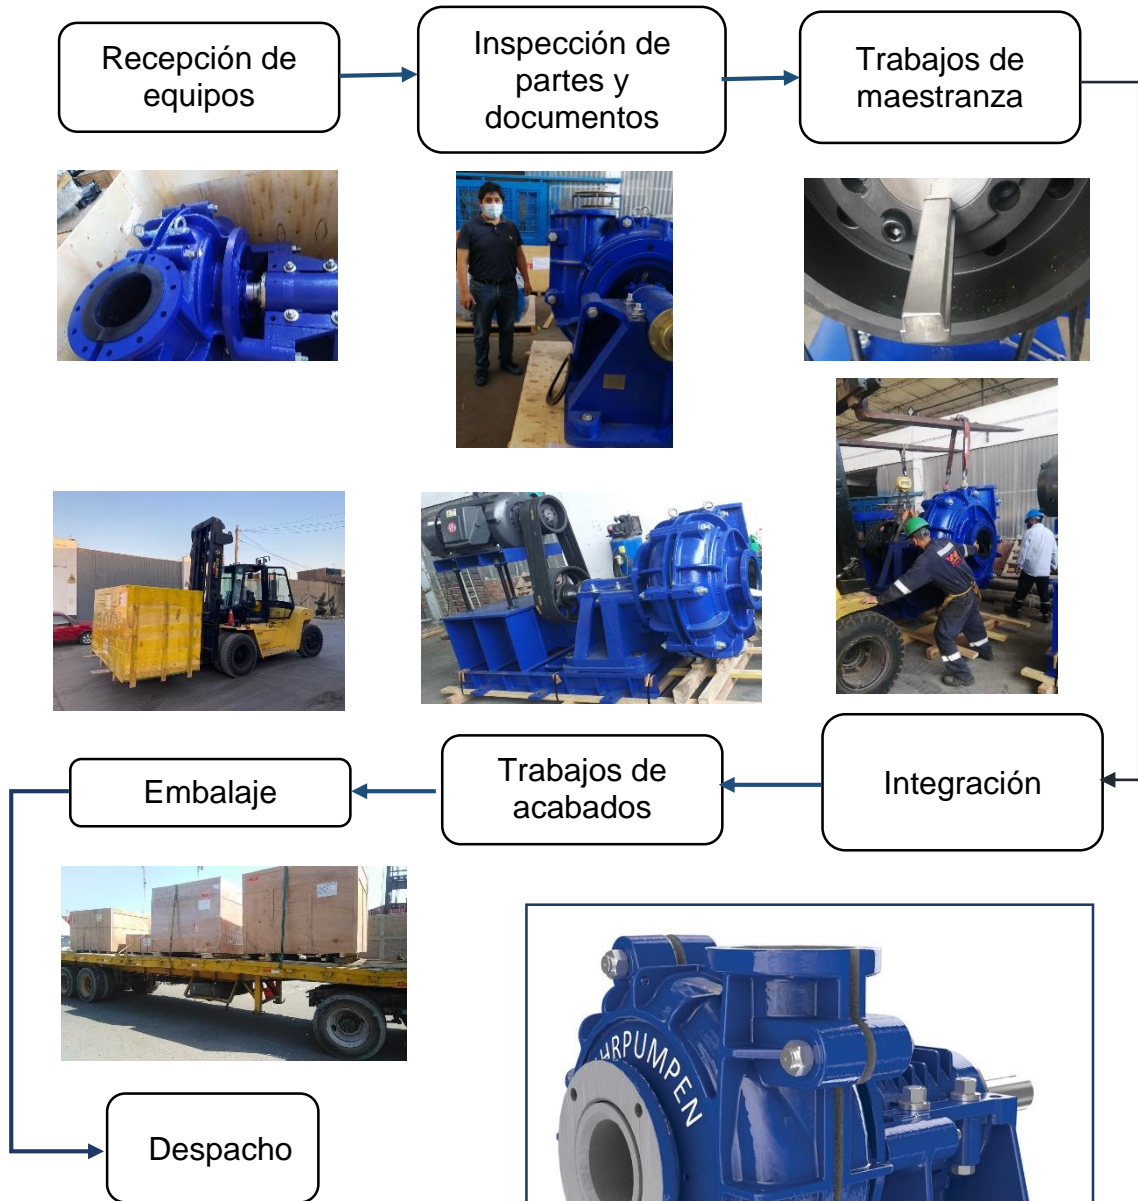 Recepción de
equipos
Inspección de
partes y
documentos
Trabajos de
maestranza
Integración
Trabajos de
acabados
Embalaje
Despacho
HRPUMPEN